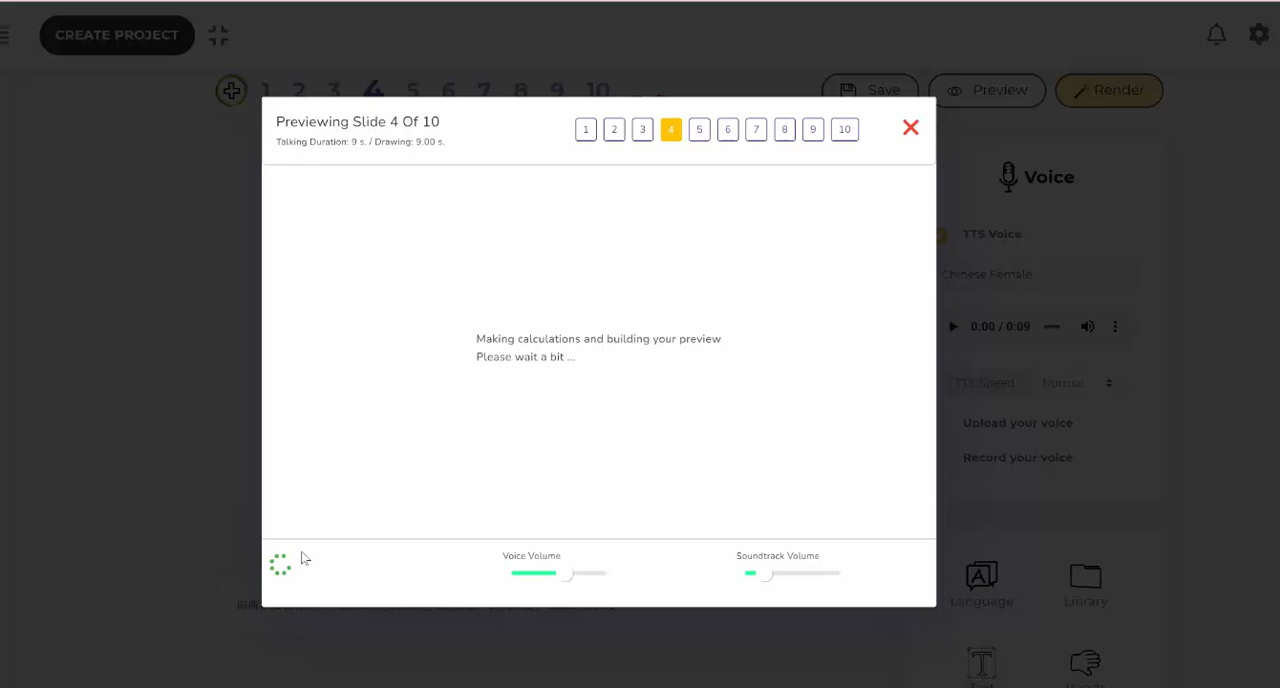 CREATE PROJECT
1 2 3 4 5 6 7 8 9 10
Save
Preview
Render
Previewing Slide 4 Of 10
1 2 3 4 5 6 7 8 9 10
Talking Duration: 9 s. / Drawing: 9.00 s.
Voice
TTS Voice
Chinese Female
0:00 / 0:09
Making calculations and building your preview
Please wait a bit ...
TTS Speed
Normal
Upload your voice
Record your voice
Voice Volume
Soundtrack Volume
Language
Library
Text
Hands